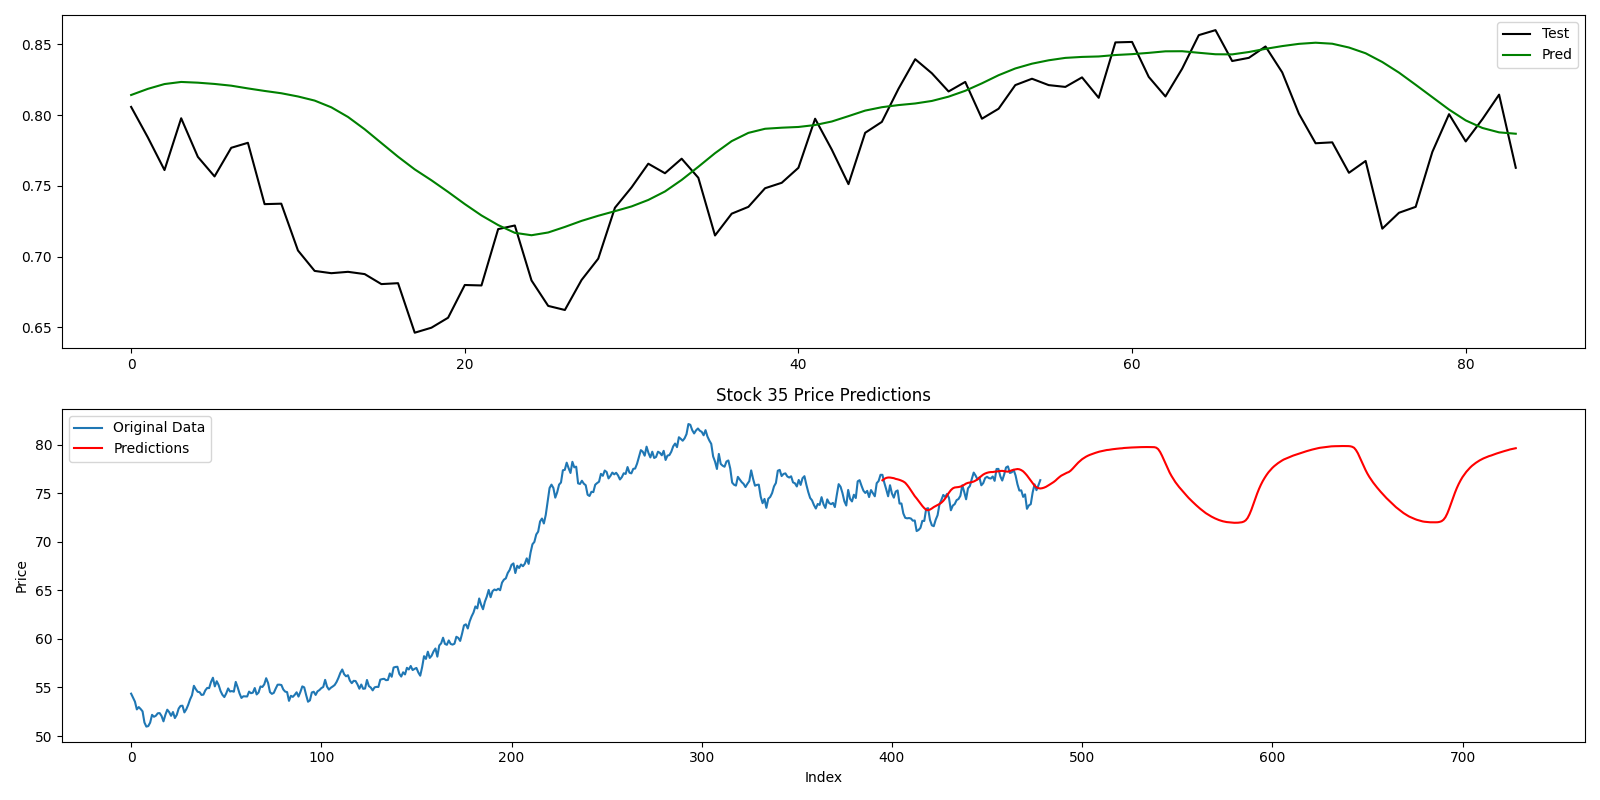 0.85
0.80
0.75
0.70
0.65
0 20 40 60 80
Test
Pred
Stock 35 Price Predictions
Original Data
Predictions
Price
80
75
70
65
60
55
50
0 100 200 300 400 500 600 700
Index